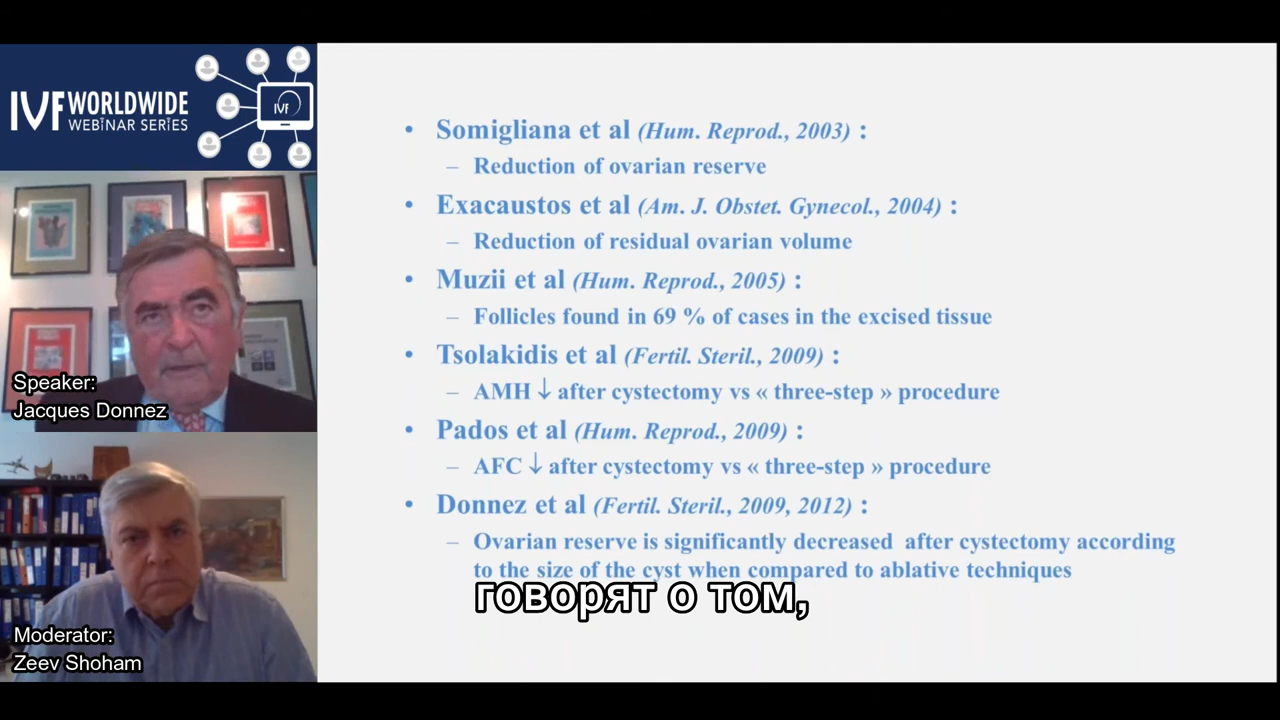 IVF WORLDWIDE
WEBINAR SERIES
IVF
Speaker:
Jacques Donnez
Moderator:
Zeev Shoham
• Somigliana et al (Hum. Reprod., 2003) :
– Reduction of ovarian reserve
• Exacaustos et al (Am. J. Obstet. Gynecol., 2004) :
– Reduction of residual ovarian volume
• Muzii et al (Hum. Reprod., 2005) :
– Follicles found in 69 % of cases in the excised tissue
• Tsolakidis et al (Fertil. Steril., 2009) :
– AMH ↓ after cystectomy vs « three-step » procedure
• Pados et al (Hum. Reprod., 2009) :
– AFC ↓ after cystectomy vs « three-step » procedure
• Donnez et al (Fertil. Steril., 2009, 2012) :
– Ovarian reserve is significantly decreased after cystectomy according
to the size of the cyst when compared to ablative techniques
говорят о том,